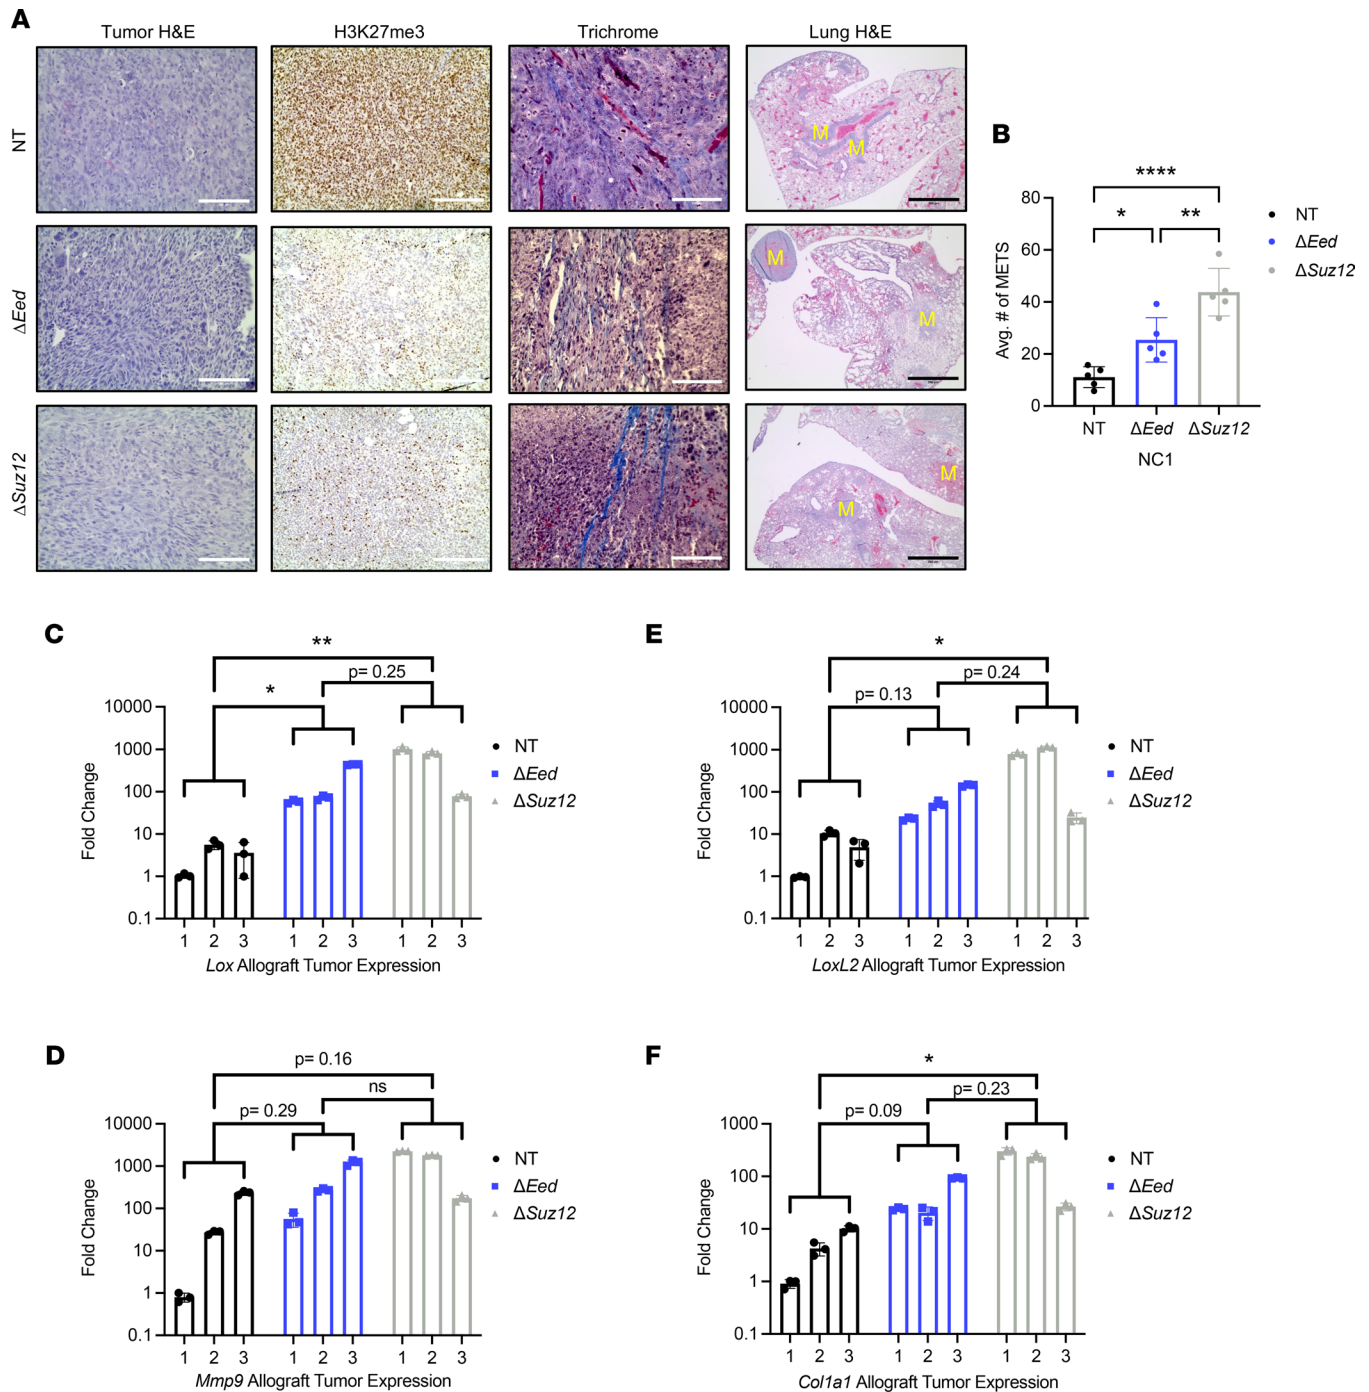 A
Tumor H&E
H3K27me3
Trichrome
Lung H&E
NT
ΔEed
ΔSuz12
M
M
M
M
M
M
B
Avg. # of METS
80
60
40
20
0
****
*
**
NT
ΔEed
ΔSuz12
NC1
NT
ΔEed
ΔSuz12
C
**
p= 0.25
*
Fold Change
10000
1000
100
10
1
0.1
1 2 3 1 2 3 1 2 3
Lox Allograft Tumor Expression
NT
ΔEed
ΔSuz12
E
*
p= 0.24
p= 0.13
Fold Change
10000
1000
100
10
1
0.1
1 2 3 1 2 3 1 2 3
LoxL2 Allograft Tumor Expression
NT
ΔEed
ΔSuz12
D
p= 0.16
ns
p= 0.29
Fold Change
10000
1000
100
10
1
0.1
1 2 3 1 2 3 1 2 3
Mmp9 Allograft Tumor Expression
NT
ΔEed
ΔSuz12
F
*
p= 0.23
p= 0.09
Fold Change
1000
100
10
1
0.1
1 2 3 1 2 3 1 2 3
Col1a1 Allograft Tumor Expression
NT
ΔEed
ΔSuz12